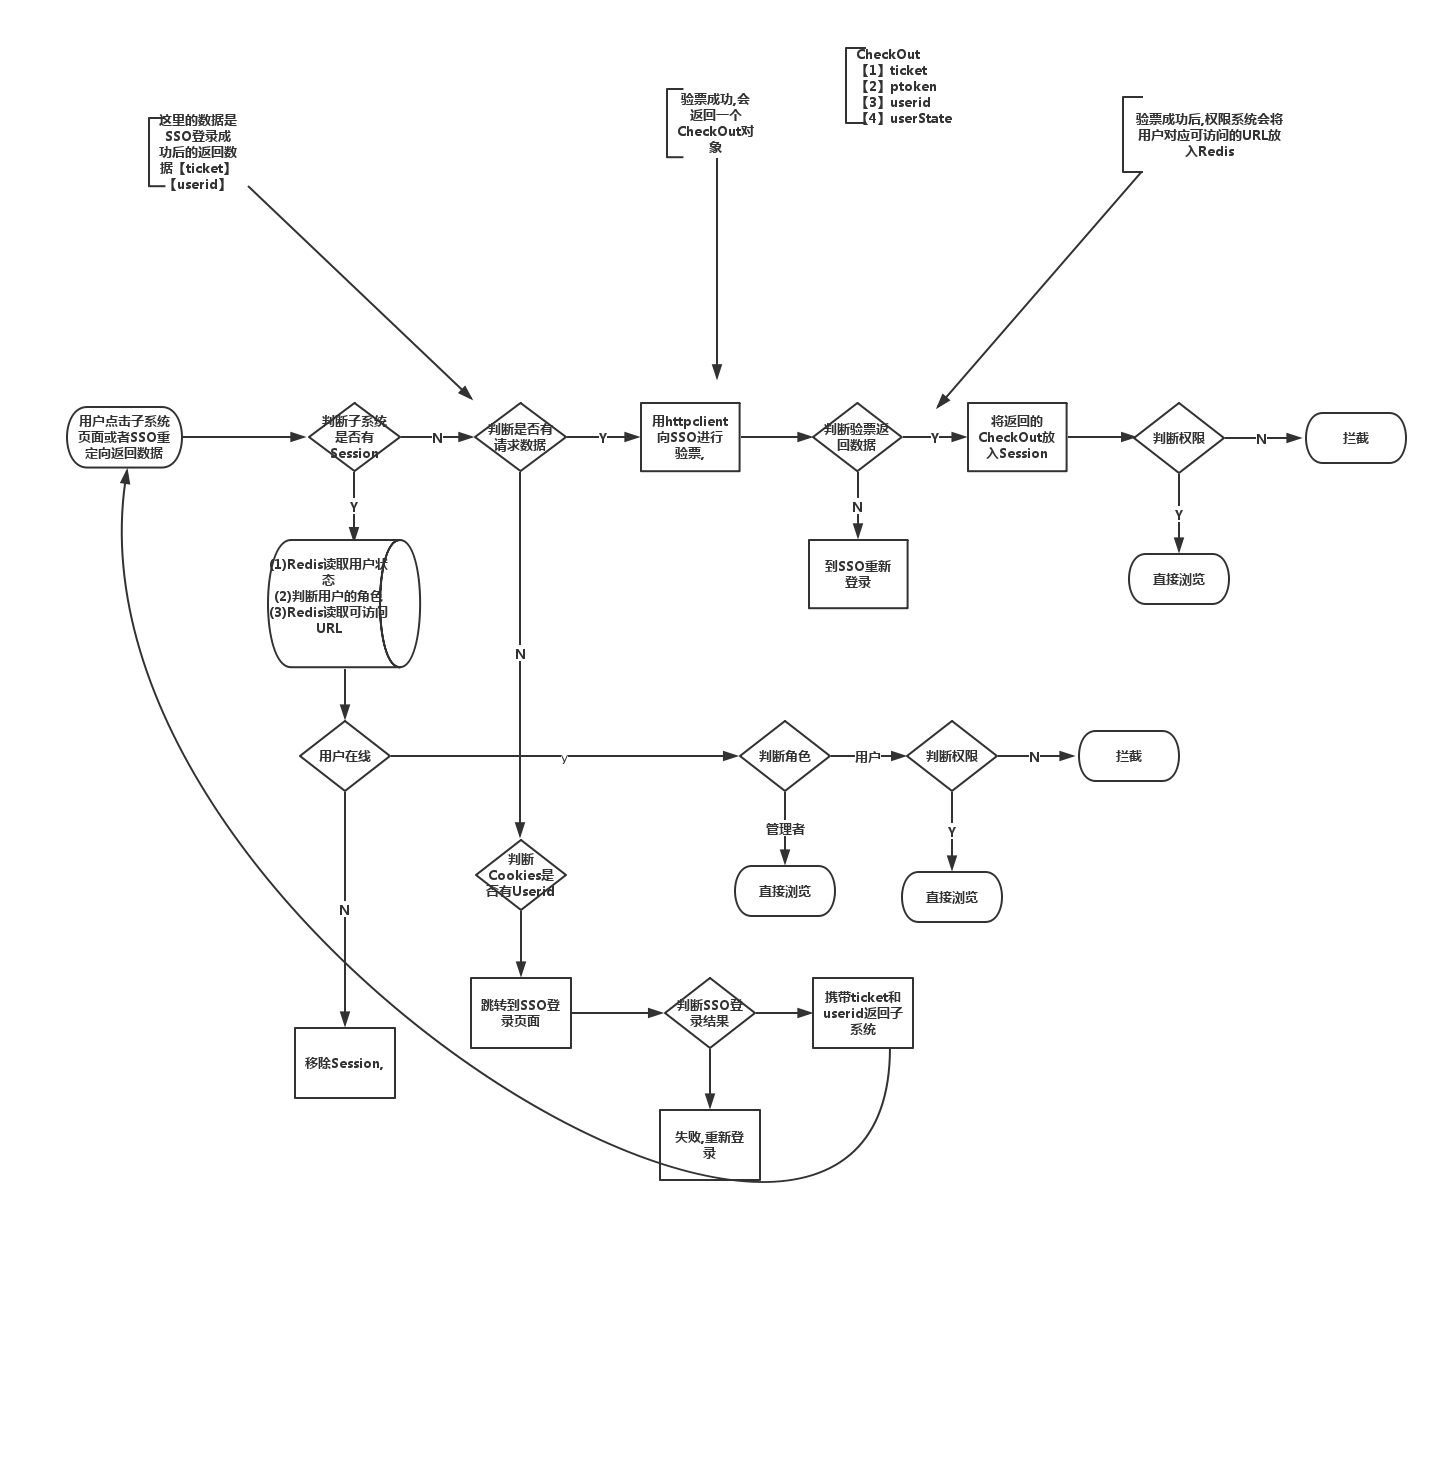 CheckOut
【1】ticket
【2】ptoken
【3】userid
【4】userState
验票成功,会
返回一个
CheckOut对
象
这里的数据是
SSO登录成
功后的返回数
据【ticket】
【userid】
验票成功后,权限系统会将
用户对应可访问的URL放
入Redis
用户点击子系统
页面或者SSO重
定向返回数据
判断子系统
是否有
Session
N
判断是否有
请求数据
Y
用httpclient
向SSO进行
验票,
判断验票返
回数据
Y
将返回的
CheckOut放
入Session
判断权限
N
拦截
Y
N
Y
(1)Redis读取用户状
态
(2)判断用户的角色
(3)Redis读取可访问
URL
到SSO重新
登录
直接浏览
N
用户在线
y
判断角色
用户
判断权限
N
拦截
管理者
Y
判断
Cookies是
否有Userid
直接浏览
直接浏览
N
跳转到SSO登
录页面
判断SSO登
录结果
携带ticket和
userid返回子
系统
移除Session,
失败,重新登
录